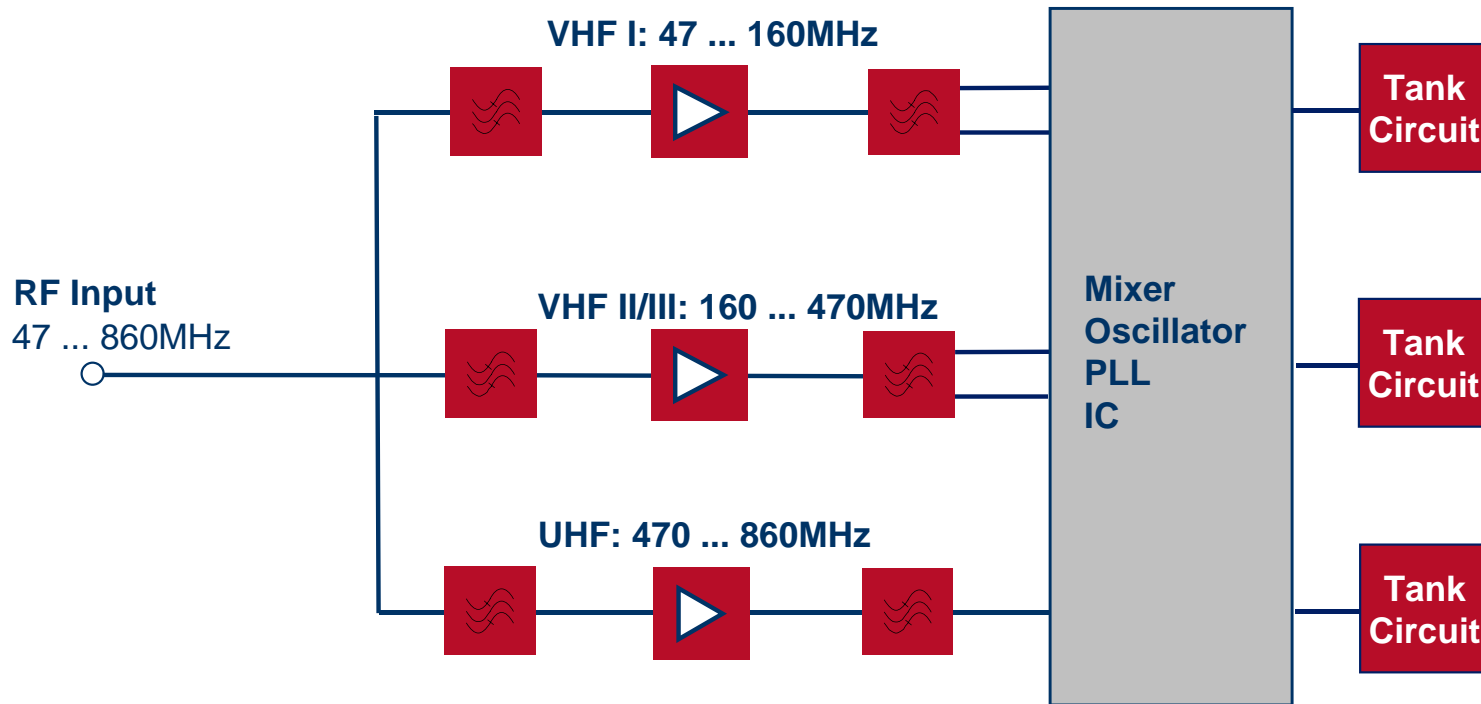 VHF I: 47 ... 160MHz
Tank
Circuit
RF Input
47 ... 860MHz
VHF II/III: 160 ... 470MHz
Mixer
Oscillator
PLL
IC
Tank
Circuit
UHF: 470 ... 860MHz
Tank
Circuit